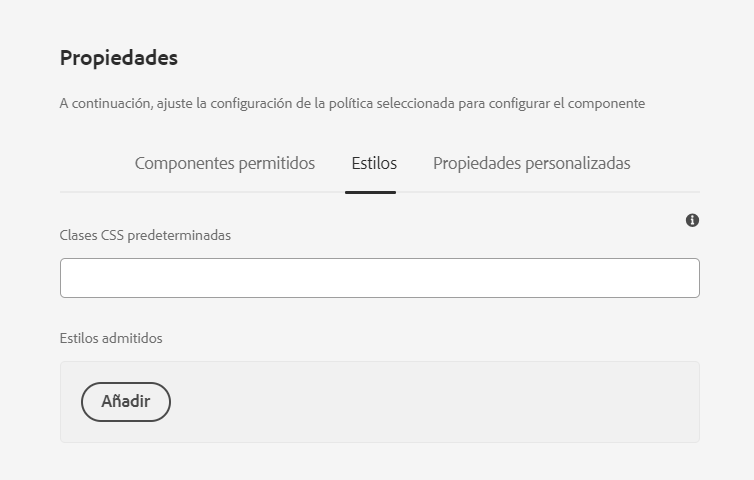 Propiedades
A continuación, ajuste la configuración de la política seleccionada para configurar el componente
Componentes permitidos Estilos Propiedades personalizadas
Clases CSS predeterminadas
Estilos admitidos
Añadir